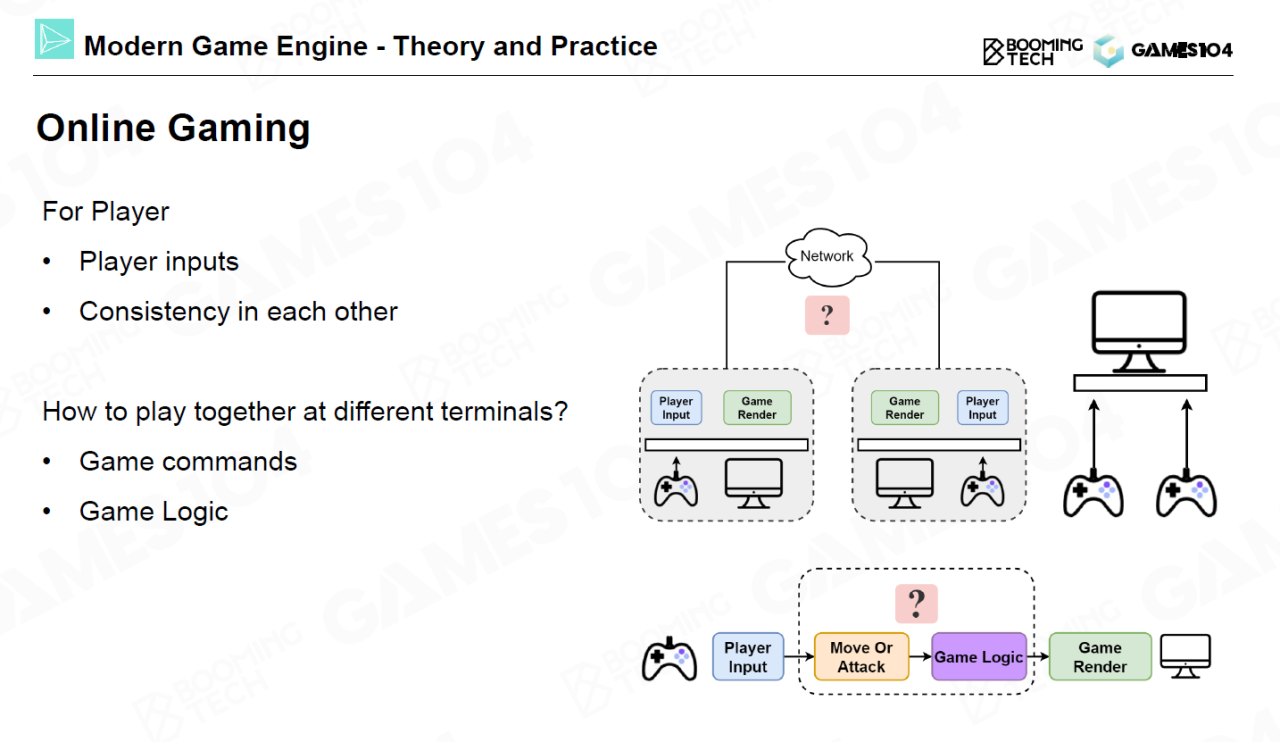 Modern Game Engine - Theory and Practice
BOOMING
TECH
GAMES104
Online Gaming
For Player
• Player inputs
• Consistency in each other
How to play together at different terminals?
• Game commands
• Game Logic
Network
?
Player
Input
Game
Render
Game
Render
Player
Input
?
Player
Input
Move Or
Attack
Game Logic
Game
Render